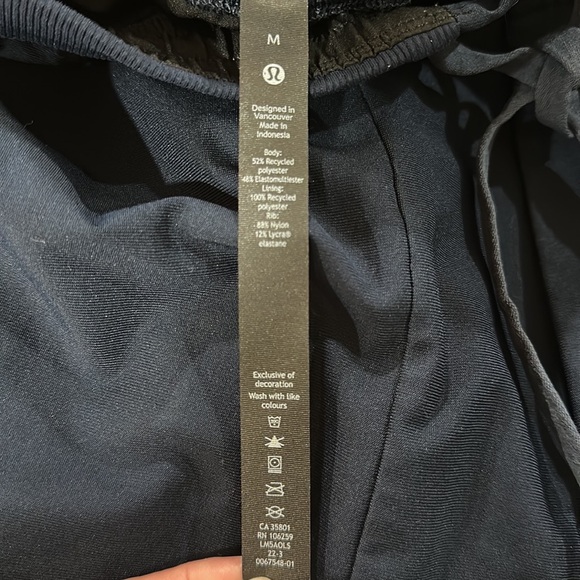 M
Designed in
Vancouver
Made in
Indonesia
Body:
52% Recycled
polyester
48% Elastomultiester
Lining:
100% Recycled
polyester
Rib:
88% Nylon
12% Lycra®
elastane
Exclusive of
decoration
Wash with like
colours
CA 35801
RN 106259
LM5AOLS
22-3
0067548-01